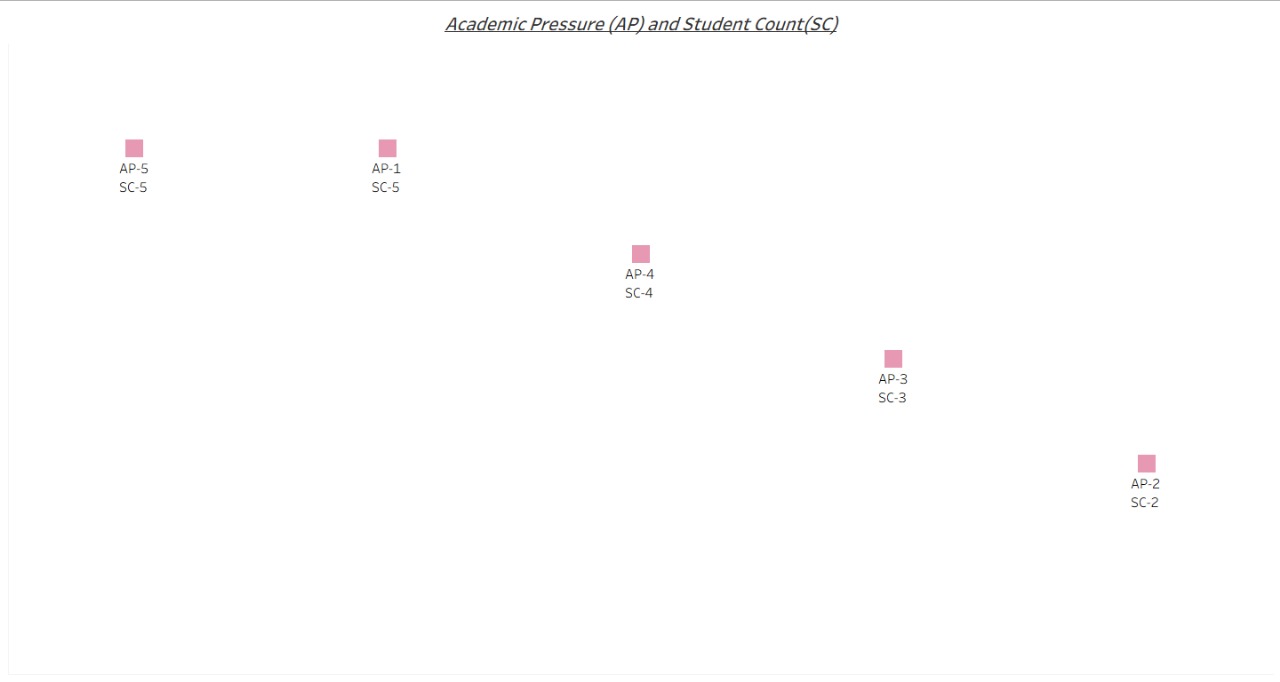 Academic Pressure (AP) and Student Count(SC)
AP-5
SC-5
AP-1
SC-5
AP-4
SC-4
AP-3
SC-3
AP-2
SC-2